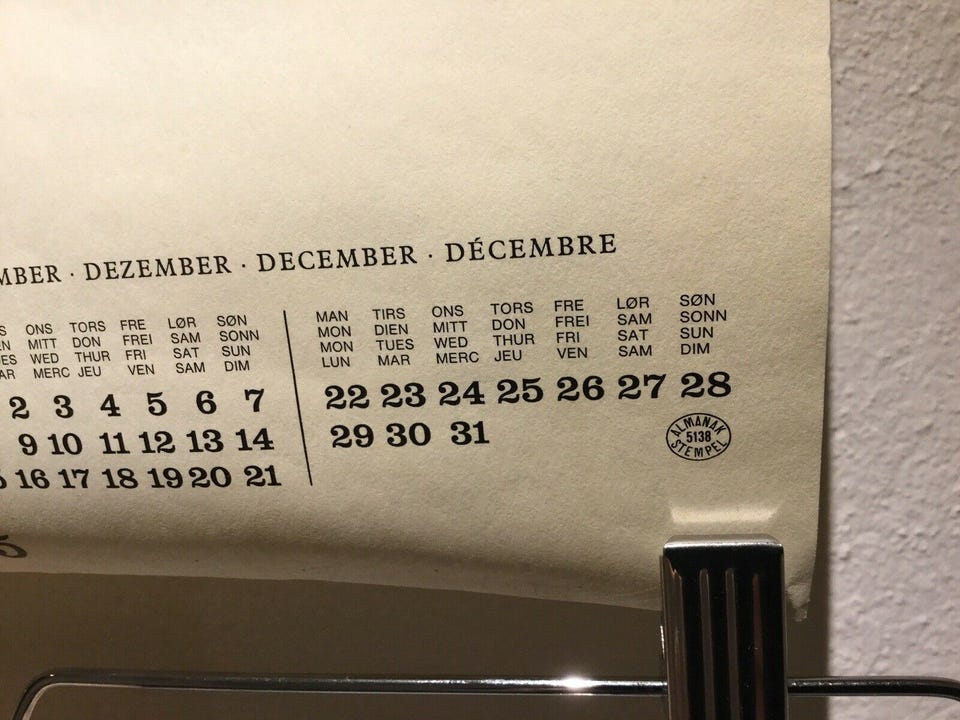 DEZEMBER · DECEMBER · DÉCEMBRE
ONS TORS FRE LØR SØN
MITT DON FREI SAM SONN
WED THUR FRI SAT SUN
MERC JEU VEN SAM DIM
2 3 4 5 6 7
9 10 11 12 13 14
16 17 18 19 20 21
MAN TIRS ONS TORS FRE LØR SØN
MON DIEN MITT DON FREI SAM SONN
MON TUES WED THUR FRI SAT SUN
LUN MAR MERC JEU VEN SAM DIM
22 23 24 25 26 27 28
29 30 31
ALMANAK
5138
STEMPEL